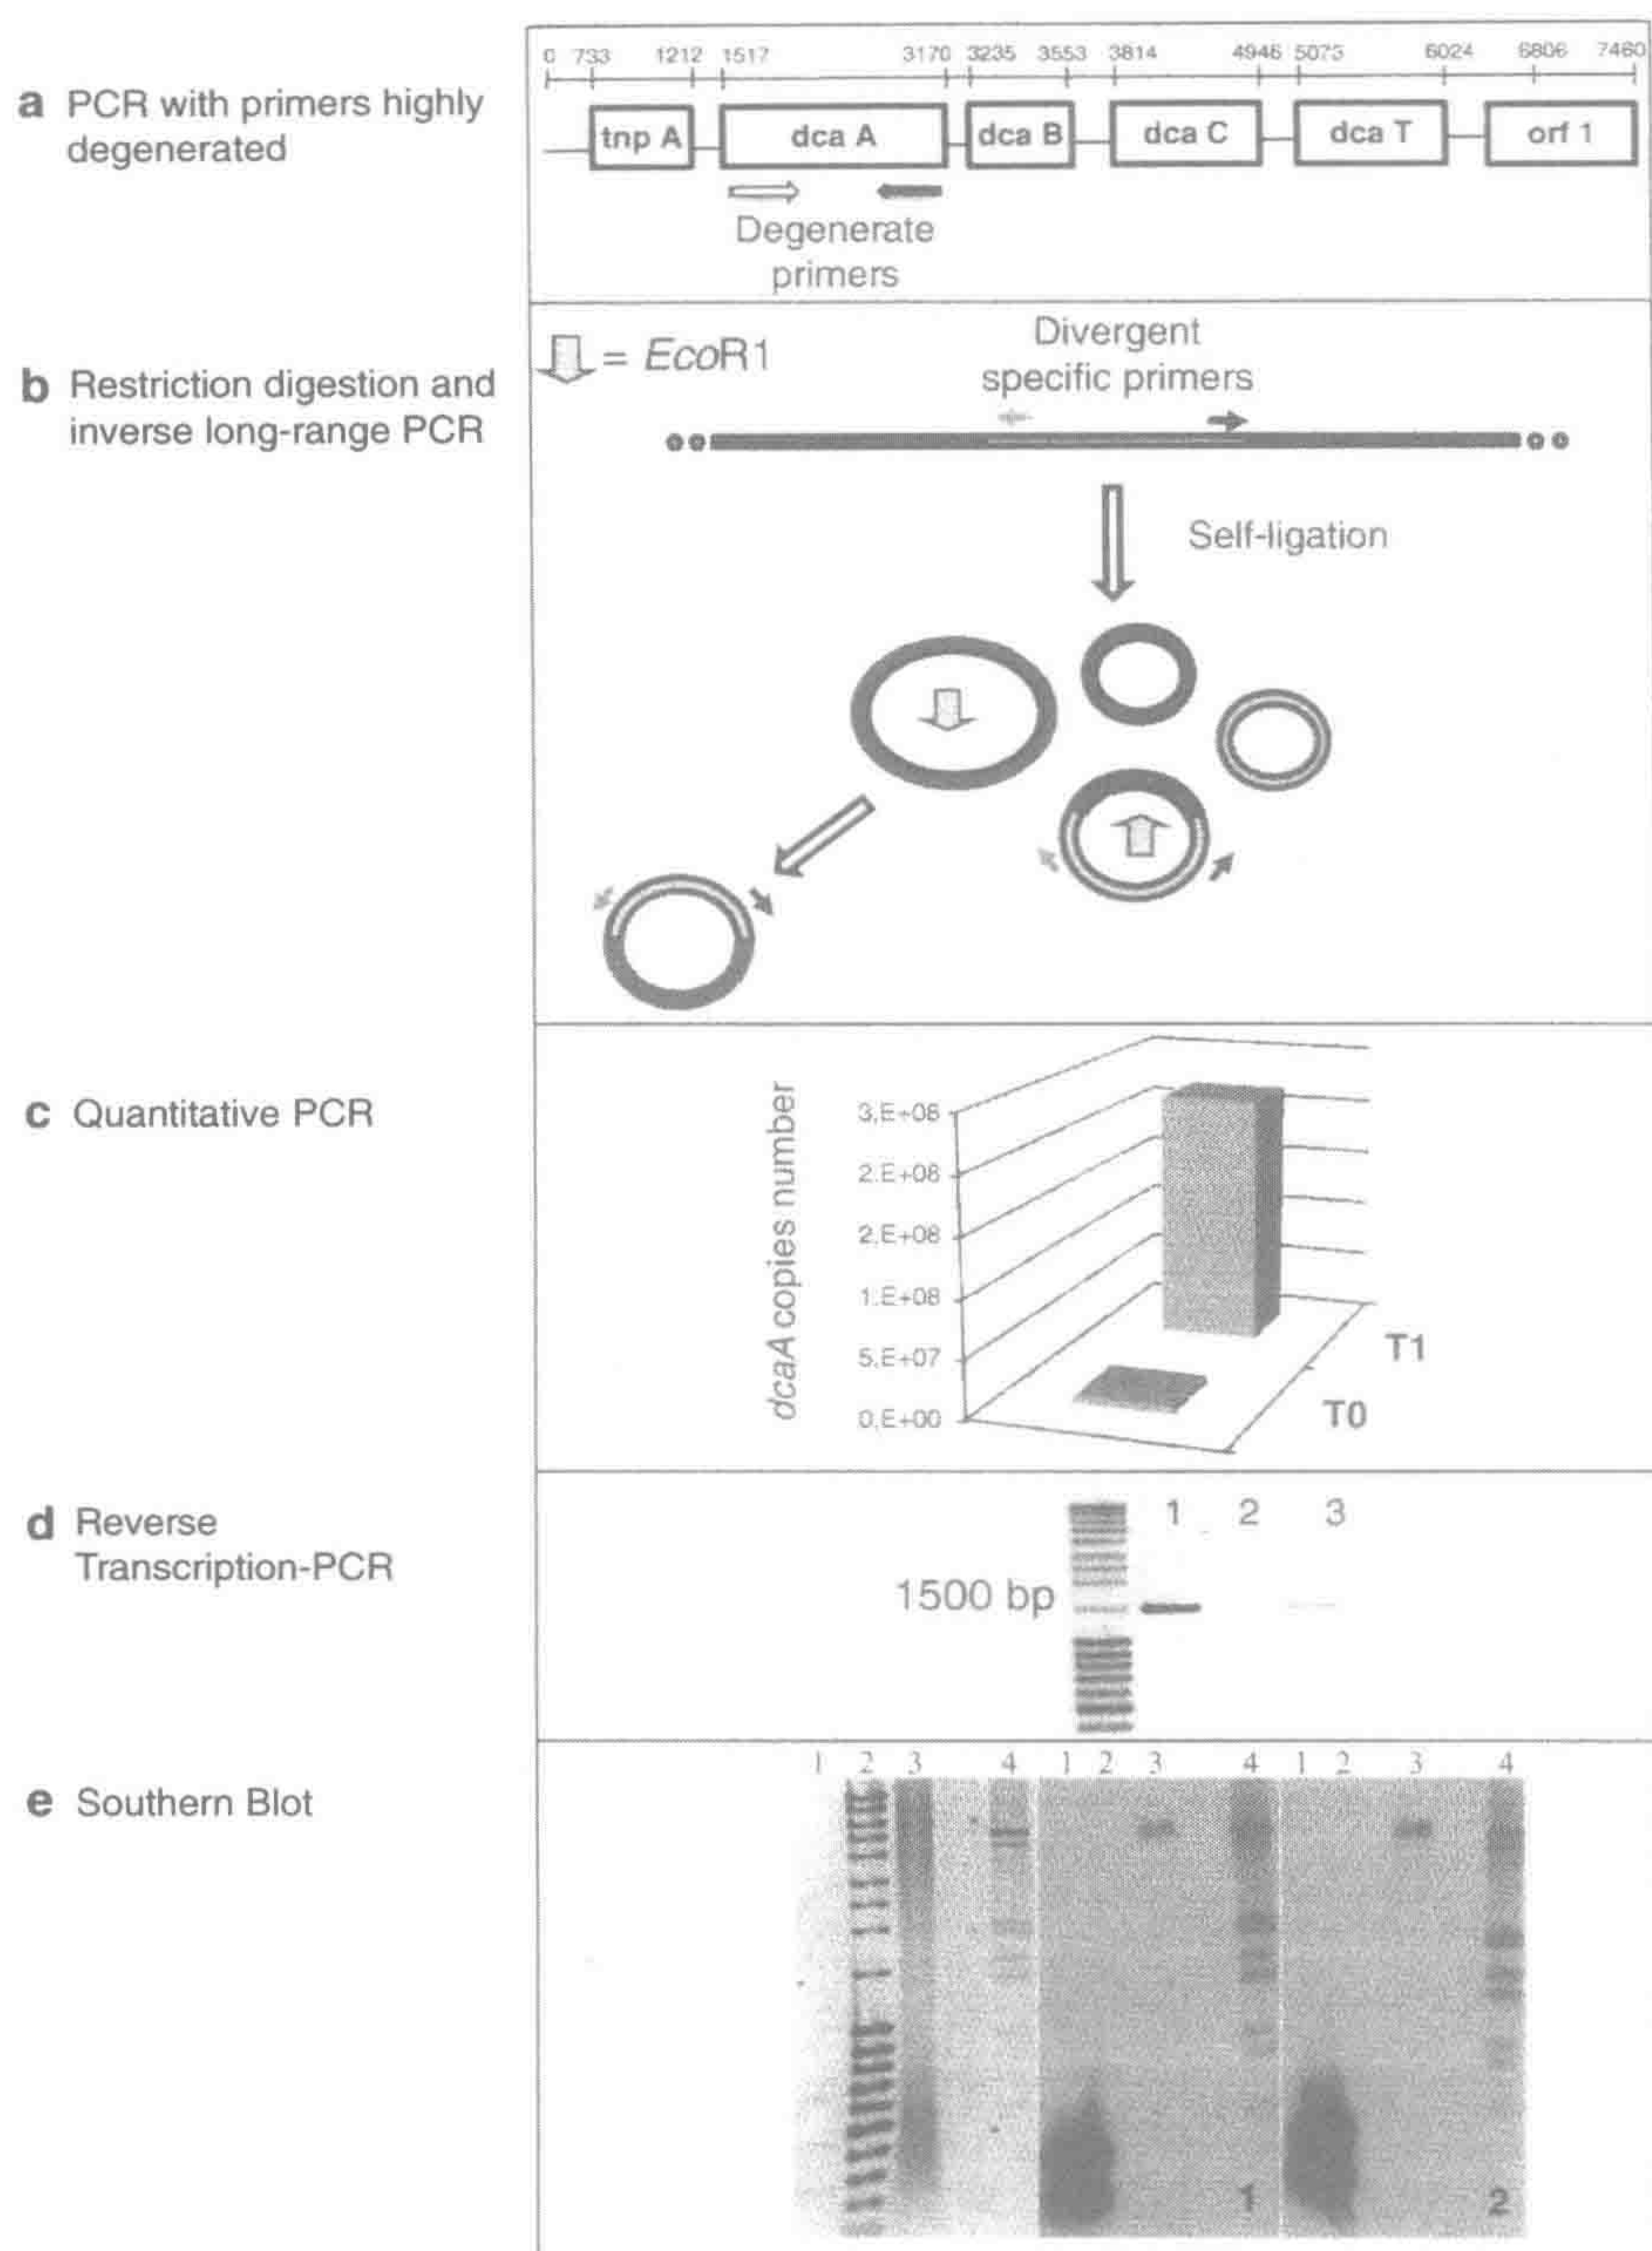 a PCR with primers highly
degenerated
0 733 1212 1517 3170 3235 3553 3814 4946 5075 6024 6806 7460
tnp A dca A dca B dca C dca T orf 1
Degenerate
primers
b Restriction digestion and
inverse long-range PCR
= EcoR1
Divergent
specific primers
Self-ligation
c Quantitative PCR
dcaA copies number
3,E+08
2,E+08
2,E+08
1,E+08
5,E+07
0,E+00
T1
T0
d Reverse
Transcription-PCR
1 2 3
1500 bp
e Southern Blot
1 2 3 4 1 2 3 4 1 2 3 4
1 2